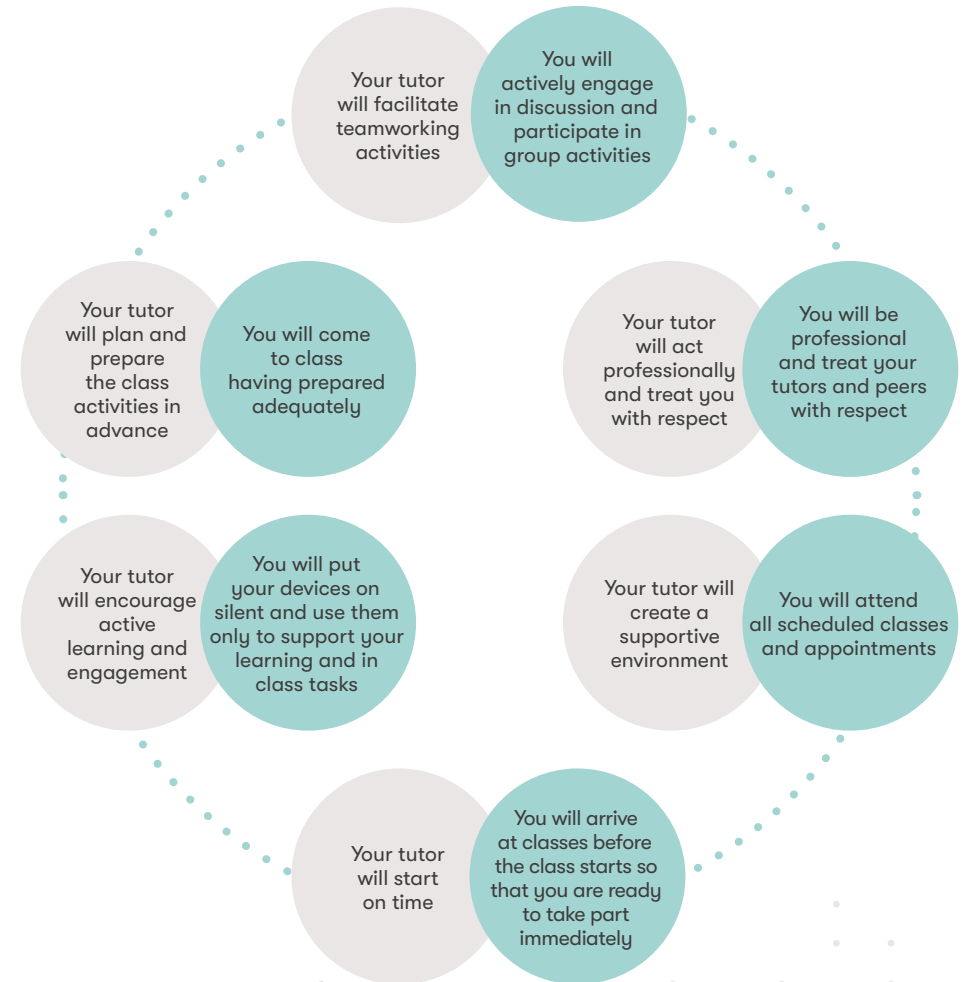 Your tutor
will facilitate
teamworking
activities
You will
actively engage
in discussion and
participate in
group activities
Your tutor
will plan and
prepare
the class
activities in
advance
You will come
to class
having prepared
adequately
Your tutor
will act
professionally
and treat you
with respect
You will be
professional
and treat your
tutors and peers
with respect
Your tutor
will encourage
active
learning and
engagement
You will put
your devices on
silent and use them
only to support your
learning and in
class tasks
Your tutor will
create a
supportive
environment
You will attend
all scheduled classes
and appointments
Your tutor
will start
on time
You will arrive
at classes before
the class starts so
that you are ready
to take part
immediately